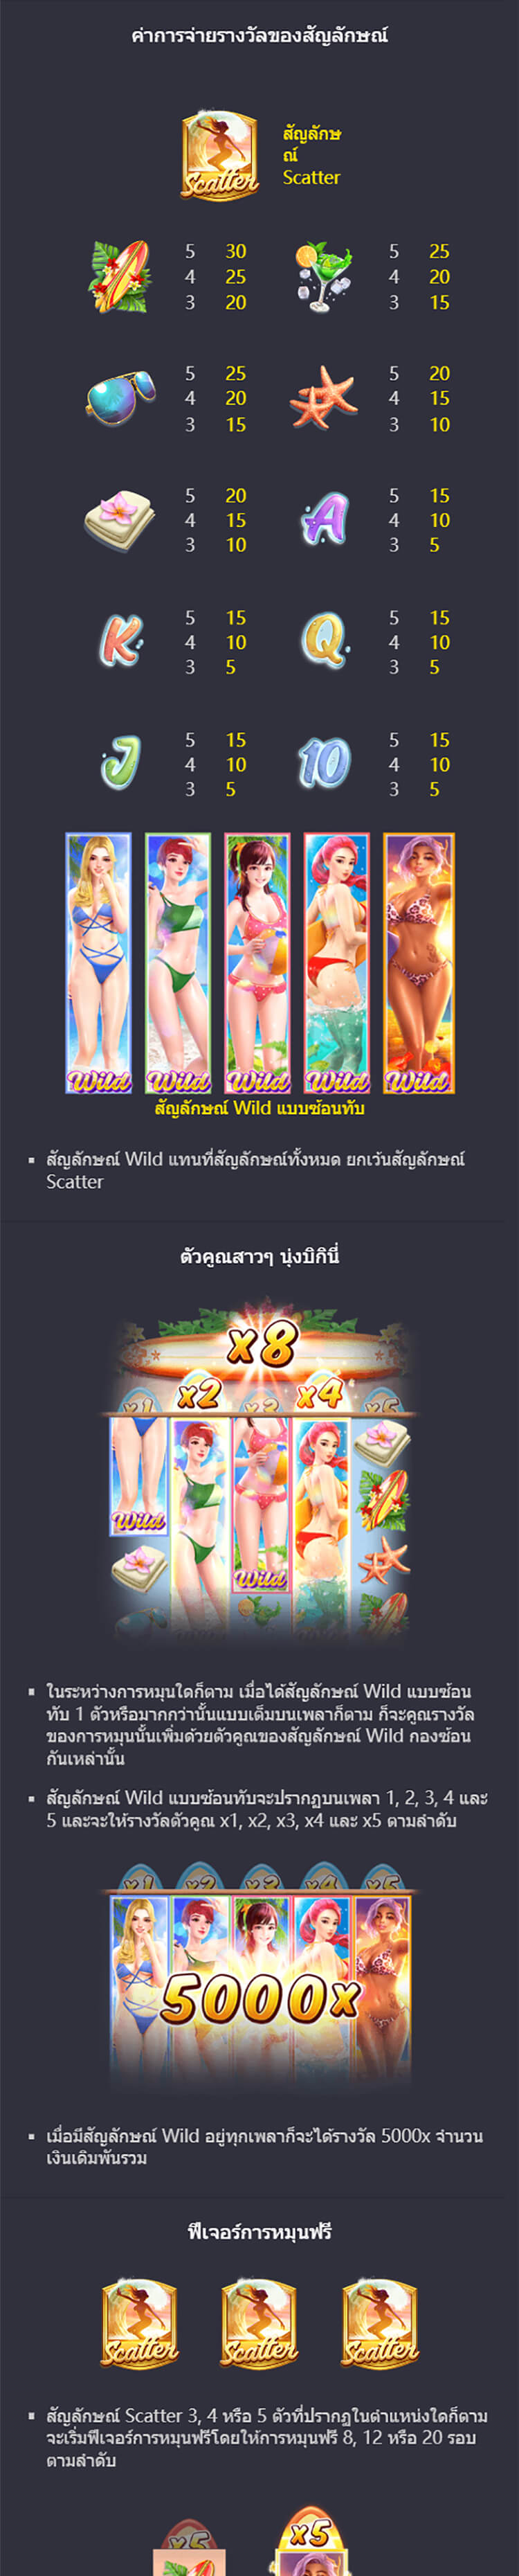 ค่าการจ่ายรางวัลของสัญลักษณ์
Scatter
สัญลักษ
ณ์
Scatter
5 30
4 25
3 20
5 25
4 20
3 15
5 25
4 20
3 15
5 20
4 15
3 10
5 20
4 15
3 10
A
5 15
4 10
3 5
K
5 15
4 10
3 5
Q
5 15
4 10
3 5
J
5 15
4 10
3 5
10
5 15
4 10
3 5
Wild Wild Wild Wild Wild
สัญลักษณ์ Wild แบบซ้อนทับ
▪ สัญลักษณ์ Wild แทนที่สัญลักษณ์ทั้งหมด ยกเว้นสัญลักษณ์
Scatter
ตัวคูณสาวๆ นุ่งบิกินี่
x8
x1 x2 x3 x4 x5
Wild
Wild
▪ ในระหว่างการหมุนใดก็ตาม เมื่อได้สัญลักษณ์ Wild แบบซ้อน
ทับ 1 ตัวหรือมากกว่านั้นแบบเต็มบนเพลาก็ตาม ก็จะคูณรางวัล
ของการหมุนนั้นเพิ่มด้วยตัวคูณของสัญลักษณ์ Wild กองซ้อน
กันเหล่านั้น
▪ สัญลักษณ์ Wild แบบซ้อนทับจะปรากฏบนเพลา 1, 2, 3, 4 และ
5 และจะให้รางวัลตัวคูณ x1, x2, x3, x4 และ x5 ตามลำดับ
x1 x2 x3 x4 x5
5000x
▪ เมื่อมีสัญลักษณ์ Wild อยู่ทุกเพลาก็จะได้รางวัล 5000x จำนวน
เงินเดิมพันรวม
ฟีเจอร์การหมุนฟรี
Scatter Scatter Scatter
▪ สัญลักษณ์ Scatter 3, 4 หรือ 5 ตัวที่ปรากฏในตำแหน่งใดก็ตาม
จะเริ่มฟีเจอร์การหมุนฟรีโดยให้การหมุนฟรี 8, 12 หรือ 20 รอบ
ตามลำดับ
x5 x5